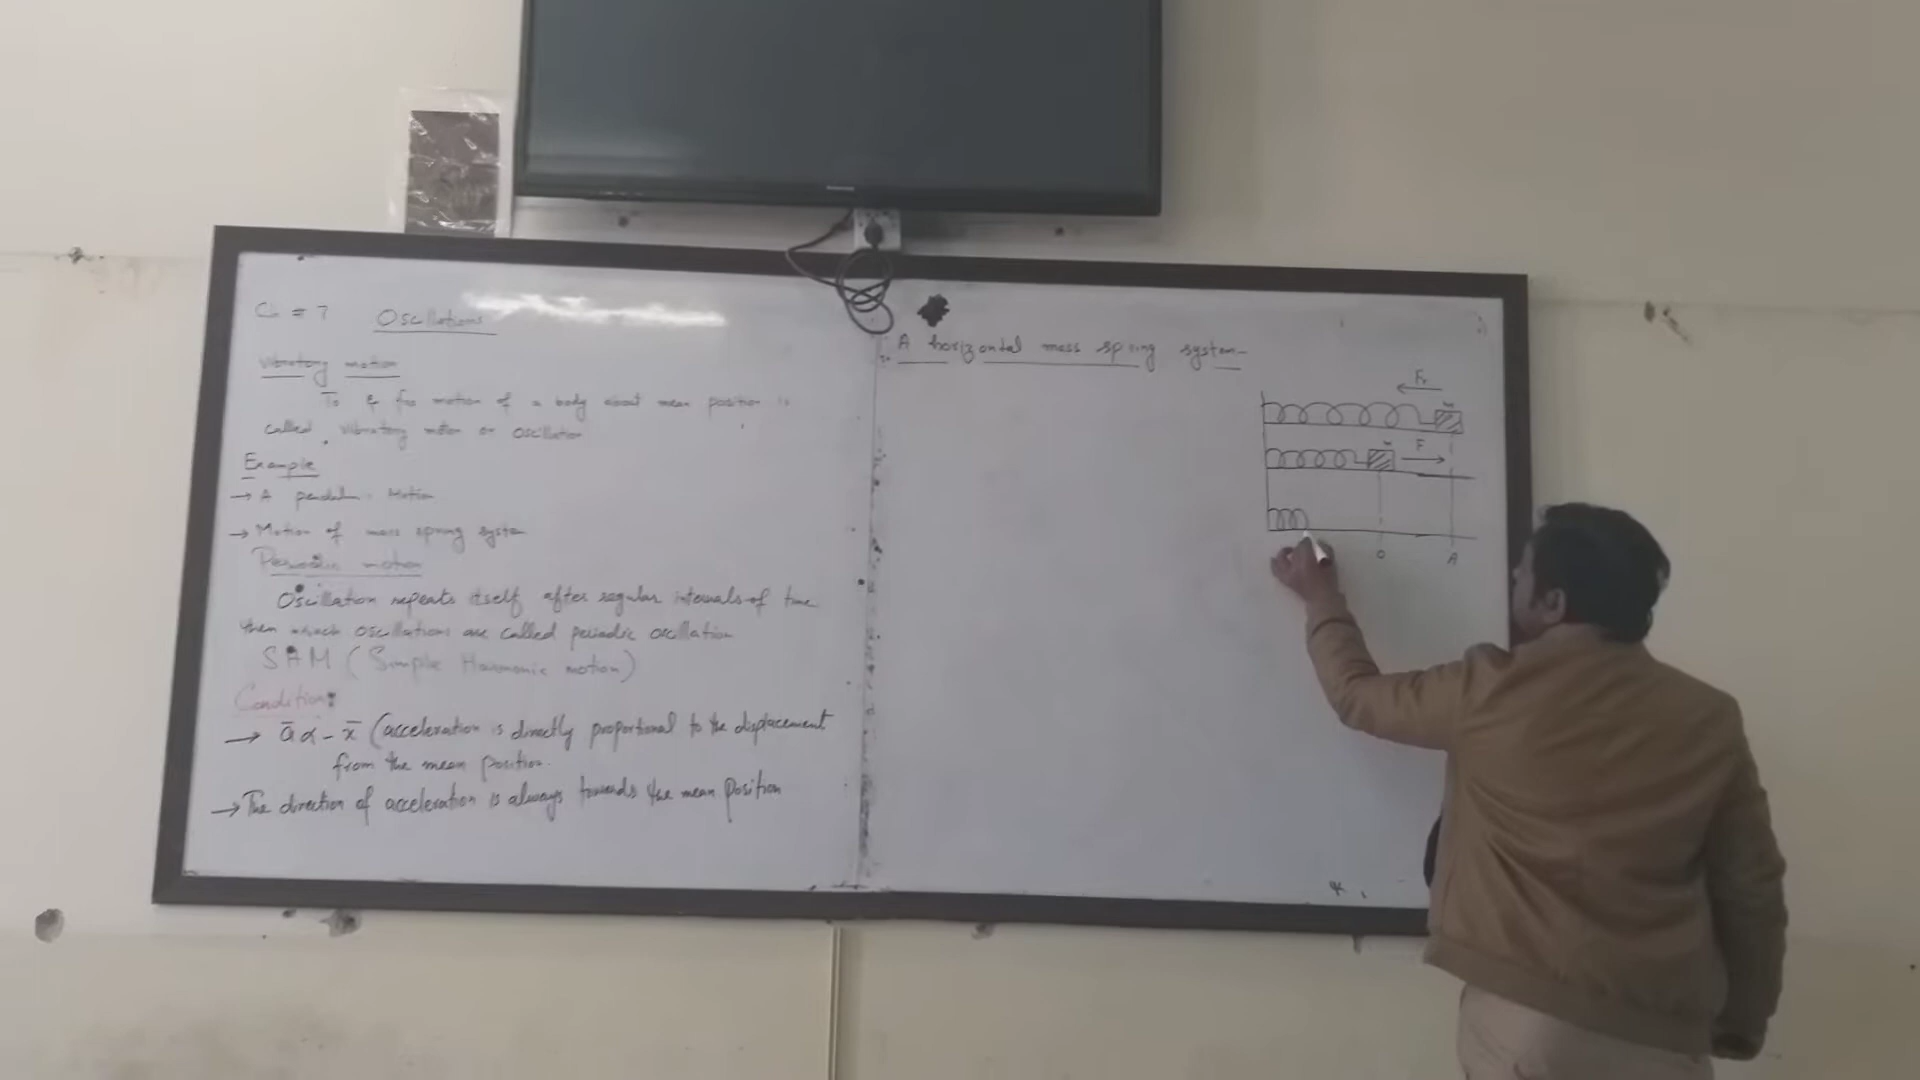 Ch = 7 Oscillations
Vibratory motion
To & fro motion of a body about mean position is
called vibratory motion or oscillation
Example
→ A pendulum Motion
→ Motion of mass spring system
Periodic motion
Oscillation repeats itself after regular intervals of time
then oscillations are called periodic oscillation
SHM (Simple Harmonic motion)
Condition:
→ a̅ α - x̅ (acceleration is directly proportional to the displacement
from the mean position.
→ The direction of acceleration is always towards the mean position
A horizontal mass spring system
F
O A